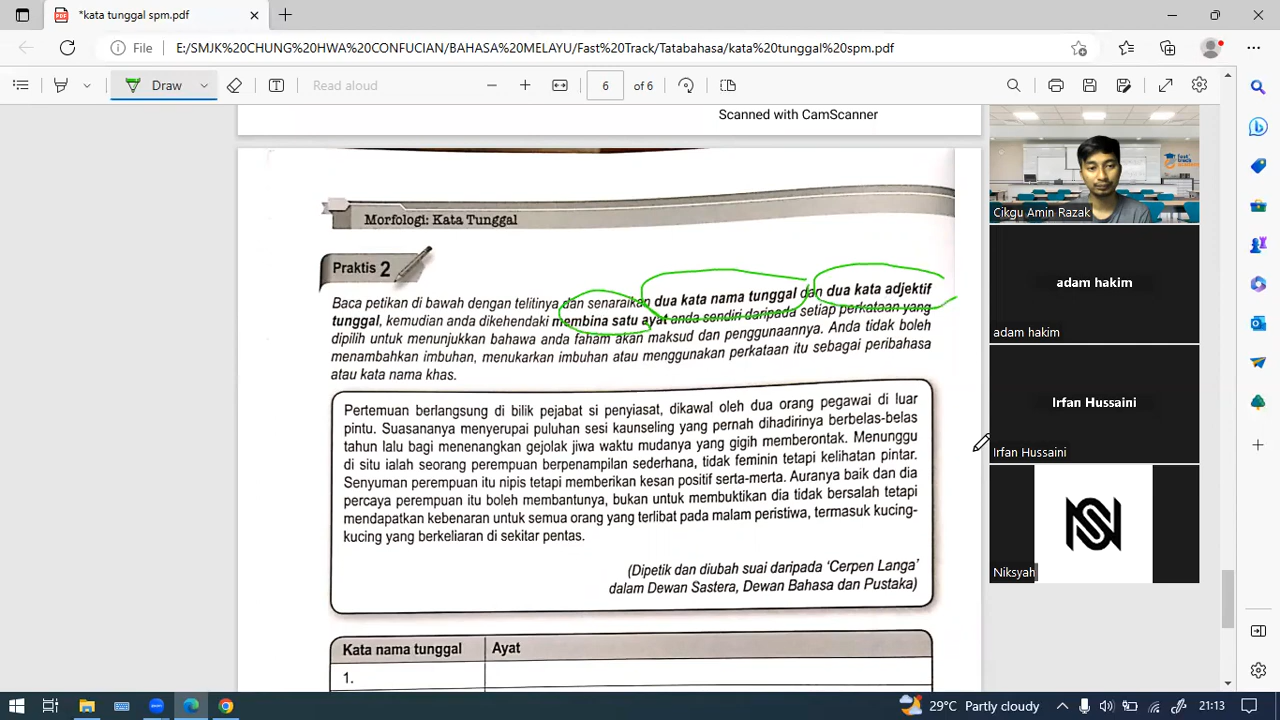 *kata tunggal spm.pdf
File
E:/SMJK%20CHUNG%20HWA%20CONFUCIAN/BAHASA%20MELAYU/Fast%20Track/Tatabahasa/kata%20tunggal%20spm.pdf
Draw
Read aloud
6
of 6
Scanned with CamScanner
Morfologi: Kata Tunggal
Praktis 2
Baca petikan di bawah dengan telitinya dan senaraikan dua kata nama tunggal dan dua kata adjektif
tunggal, kemudian anda dikehendaki membina satu ayat anda sendiri daripada setiap perkataan yang
dipilih untuk menunjukkan bahawa anda faham akan maksud dan penggunaannya. Anda tidak boleh
menambahkan imbuhan, menukarkan imbuhan atau menggunakan perkataan itu sebagai peribahasa
atau kata nama khas.
Pertemuan berlangsung di bilik pejabat si penyiasat, dikawal oleh dua orang pegawai di luar
pintu. Suasananya menyerupai puluhan sesi kaunseling yang pernah dihadirinya berbelas-belas
tahun lalu bagi menenangkan gejolak jiwa waktu mudanya yang gigih memberontak. Menunggu
di situ ialah seorang perempuan berpenampilan sederhana, tidak feminin tetapi kelihatan pintar.
Senyuman perempuan itu nipis tetapi memberikan kesan positif serta-merta. Auranya baik dan dia
percaya perempuan itu boleh membantunya, bukan untuk membuktikan dia tidak bersalah tetapi
mendapatkan kebenaran untuk semua orang yang terlibat pada malam peristiwa, termasuk kucing-
kucing yang berkeliaran di sekitar pentas.
(Dipetik dan diubah suai daripada 'Cerpen Langa'
dalam Dewan Sastera, Dewan Bahasa dan Pustaka)
Kata nama tunggal
Ayat
1.
Cikgu Amin Razak
adam hakim
adam hakim
Irfan Hussaini
Irfan Hussaini
Niksyah
29°C Partly cloudy
21:13